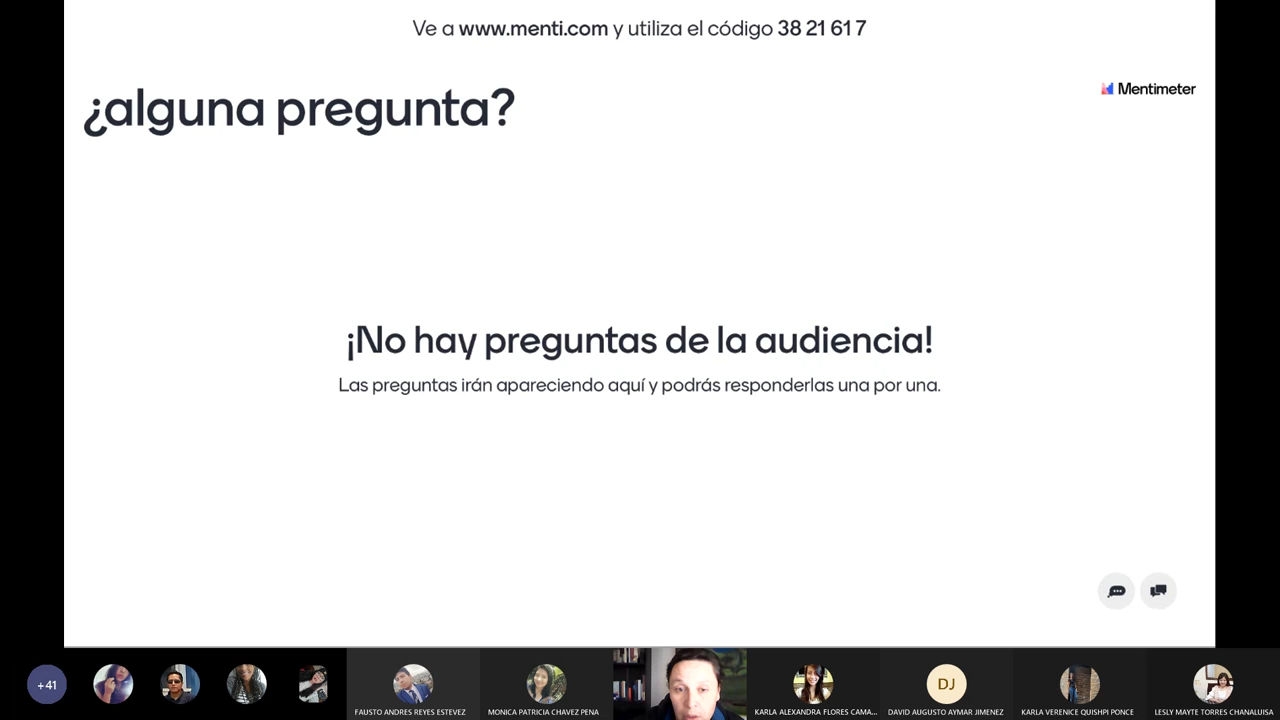 Ve a www.menti.com y utiliza el código 38 21 61 7
Mentimeter
¿alguna pregunta?
¡No hay preguntas de la audiencia!
Las preguntas irán apareciendo aquí y podrás responderlas una por una.
+41
FAUSTO ANDRES REYES ESTEVEZ
MONICA PATRICIA CHAVEZ PENA
KARLA ALEXANDRA FLORES CAMA...
DJ
DAVID AUGUSTO AYMAR JIMENEZ
KARLA VERENICE QUISHPI PONCE
LESLY MAYTE TORRES CHANALUISA